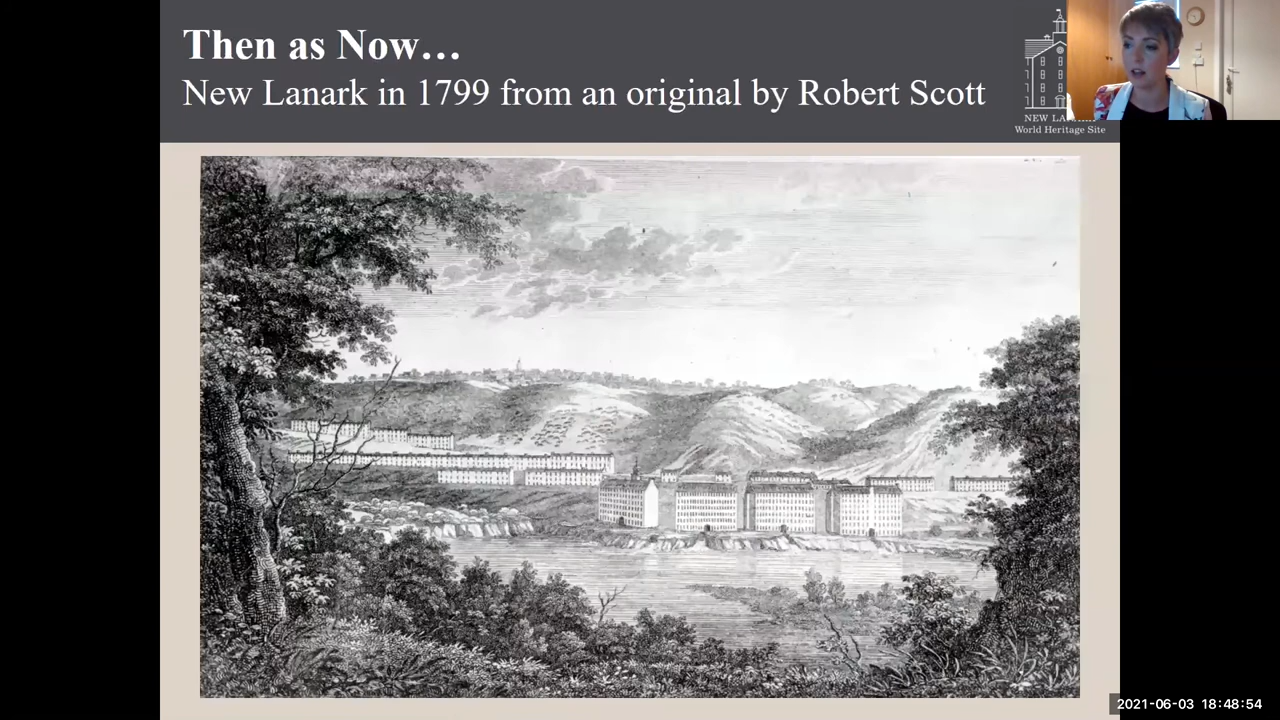 Then as Now…
New Lanark in 1799 from an original by Robert Scott
NEW
World Heritage Site
2021-06-03 18:48:54